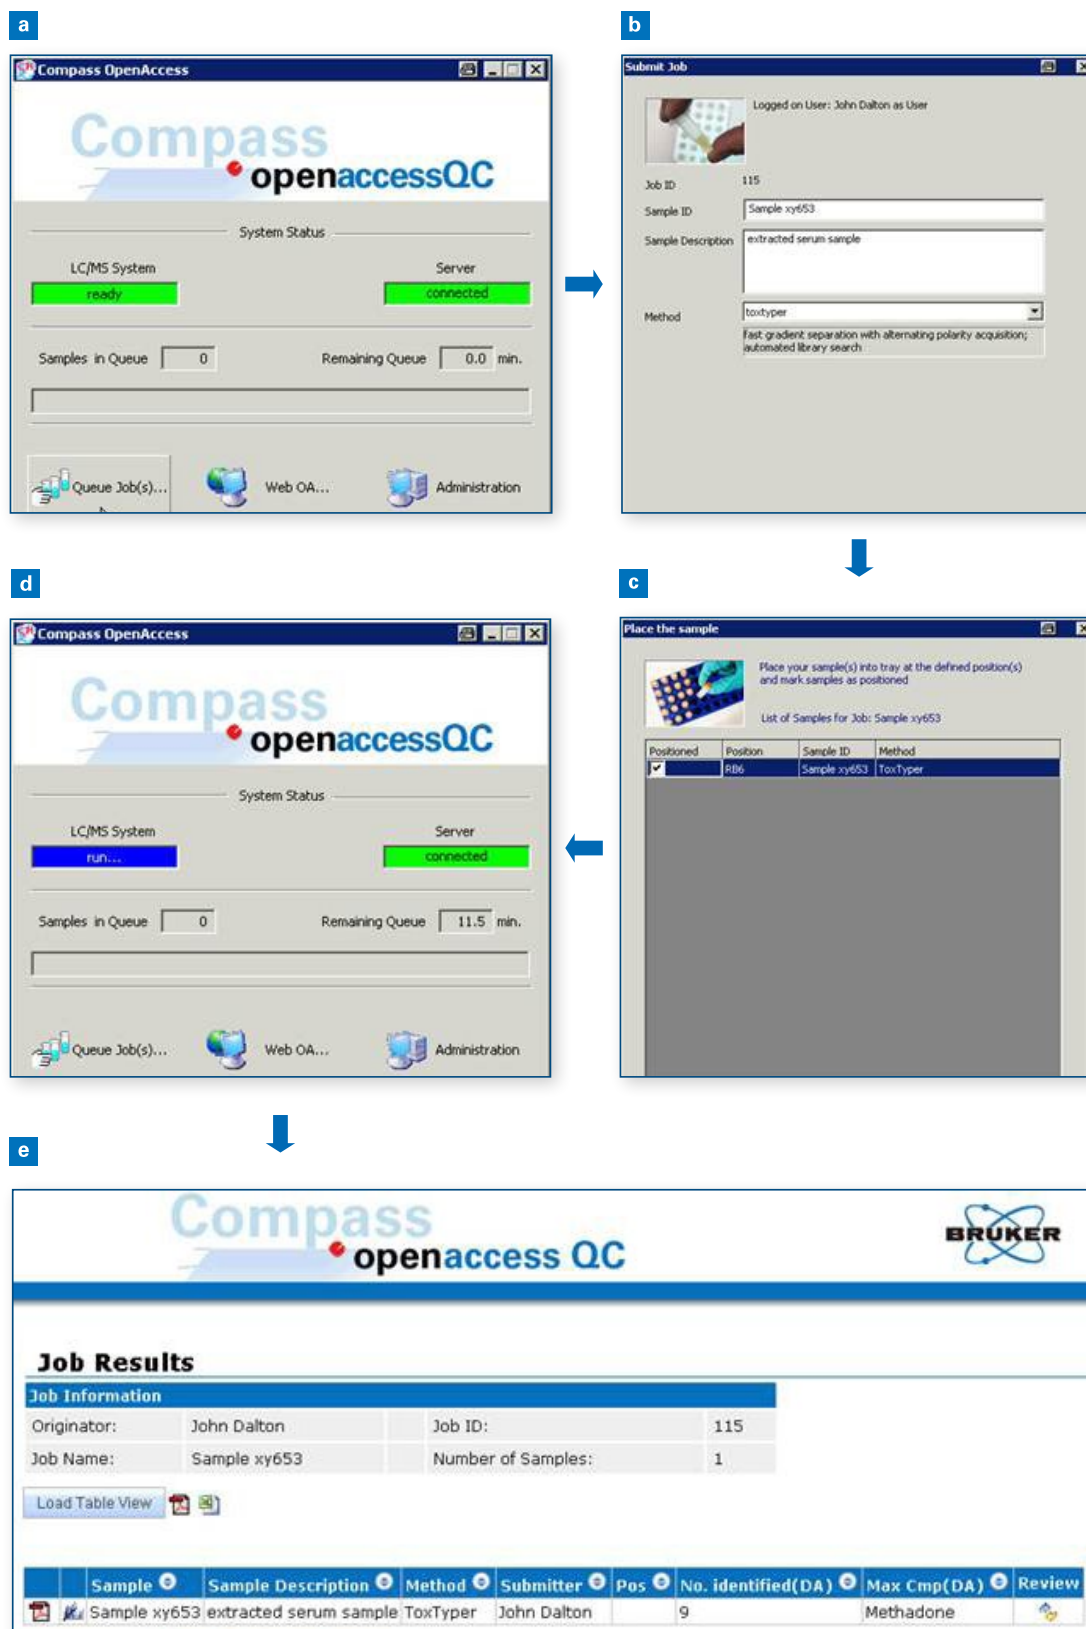 a
Compass OpenAccess
Compass
openaccessQC
System Status
LC/MS System
Server
ready
connected
Samples in Queue 0 Remaining Queue 0.0 min.
Queue Job(s)... Web OA... Administration
b
Submit Job
Logged on User: John Dalton as User
Job ID 115
Sample ID Sample xy653
Sample Description extracted serum sample
Method toxtyper
fast gradient separation with alternating polarity acquisition;
automated library search
d
Compass OpenAccess
Compass
openaccessQC
System Status
LC/MS System
Server
run...
connected
Samples in Queue 0 Remaining Queue 11.5 min.
Queue Job(s)... Web OA... Administration
c
Place the sample
Place your sample(s) into tray at the defined position(s)
and mark samples as positioned
List of Samples for Job: Sample xy653
Positioned Position Sample ID Method
RB6 Sample xy653 ToxTyper
e
Compass
openaccess QC
BRUKER
Job Results
Job Information
Originator: John Dalton Job ID: 115
Job Name: Sample xy653 Number of Samples: 1
Load Table View
Sample Sample Description Method Submitter Pos No. identified(DA) Max Cmp(DA) Review
Sample xy653 extracted serum sample ToxTyper John Dalton 9 Methadone